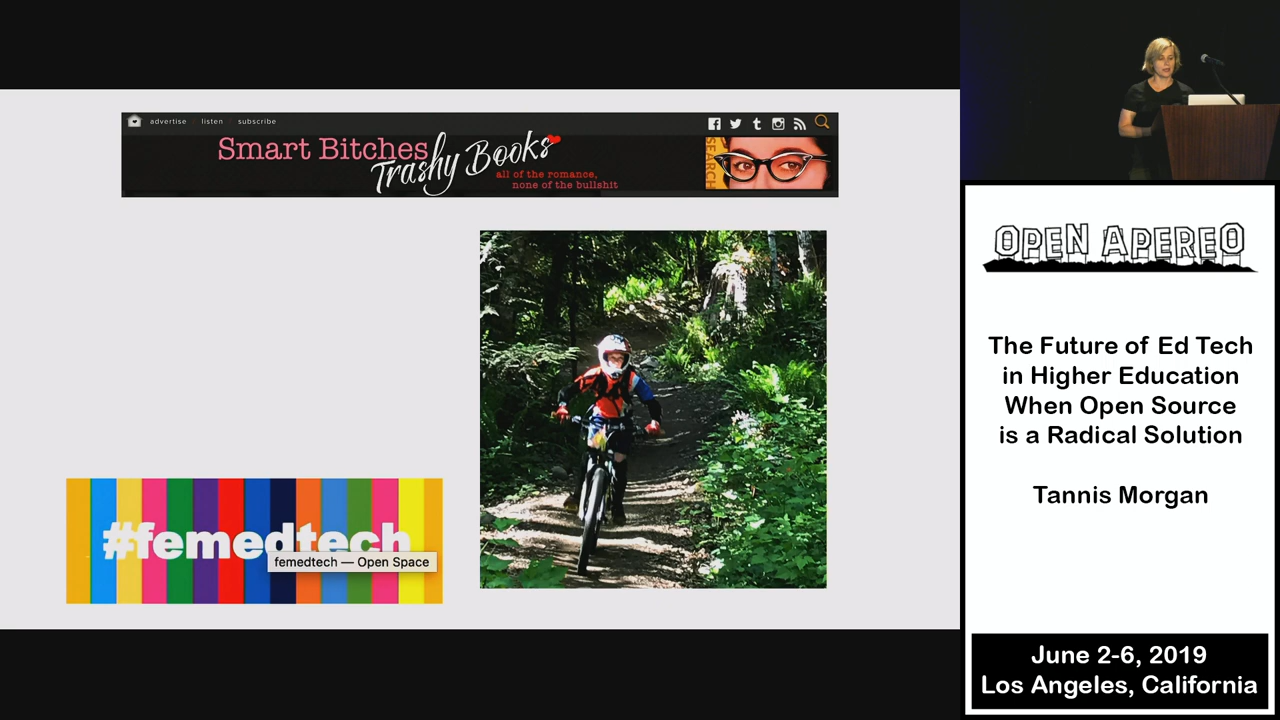 advertise
listen
subscribe
Smart Bitches
Trashy Books
all of the romance,
none of the bullshit
SEARCH
#femedtech
femedtech — Open Space
OPEN APEREO
The Future of Ed Tech
in Higher Education
When Open Source
is a Radical Solution
Tannis Morgan
June 2-6, 2019
Los Angeles, California